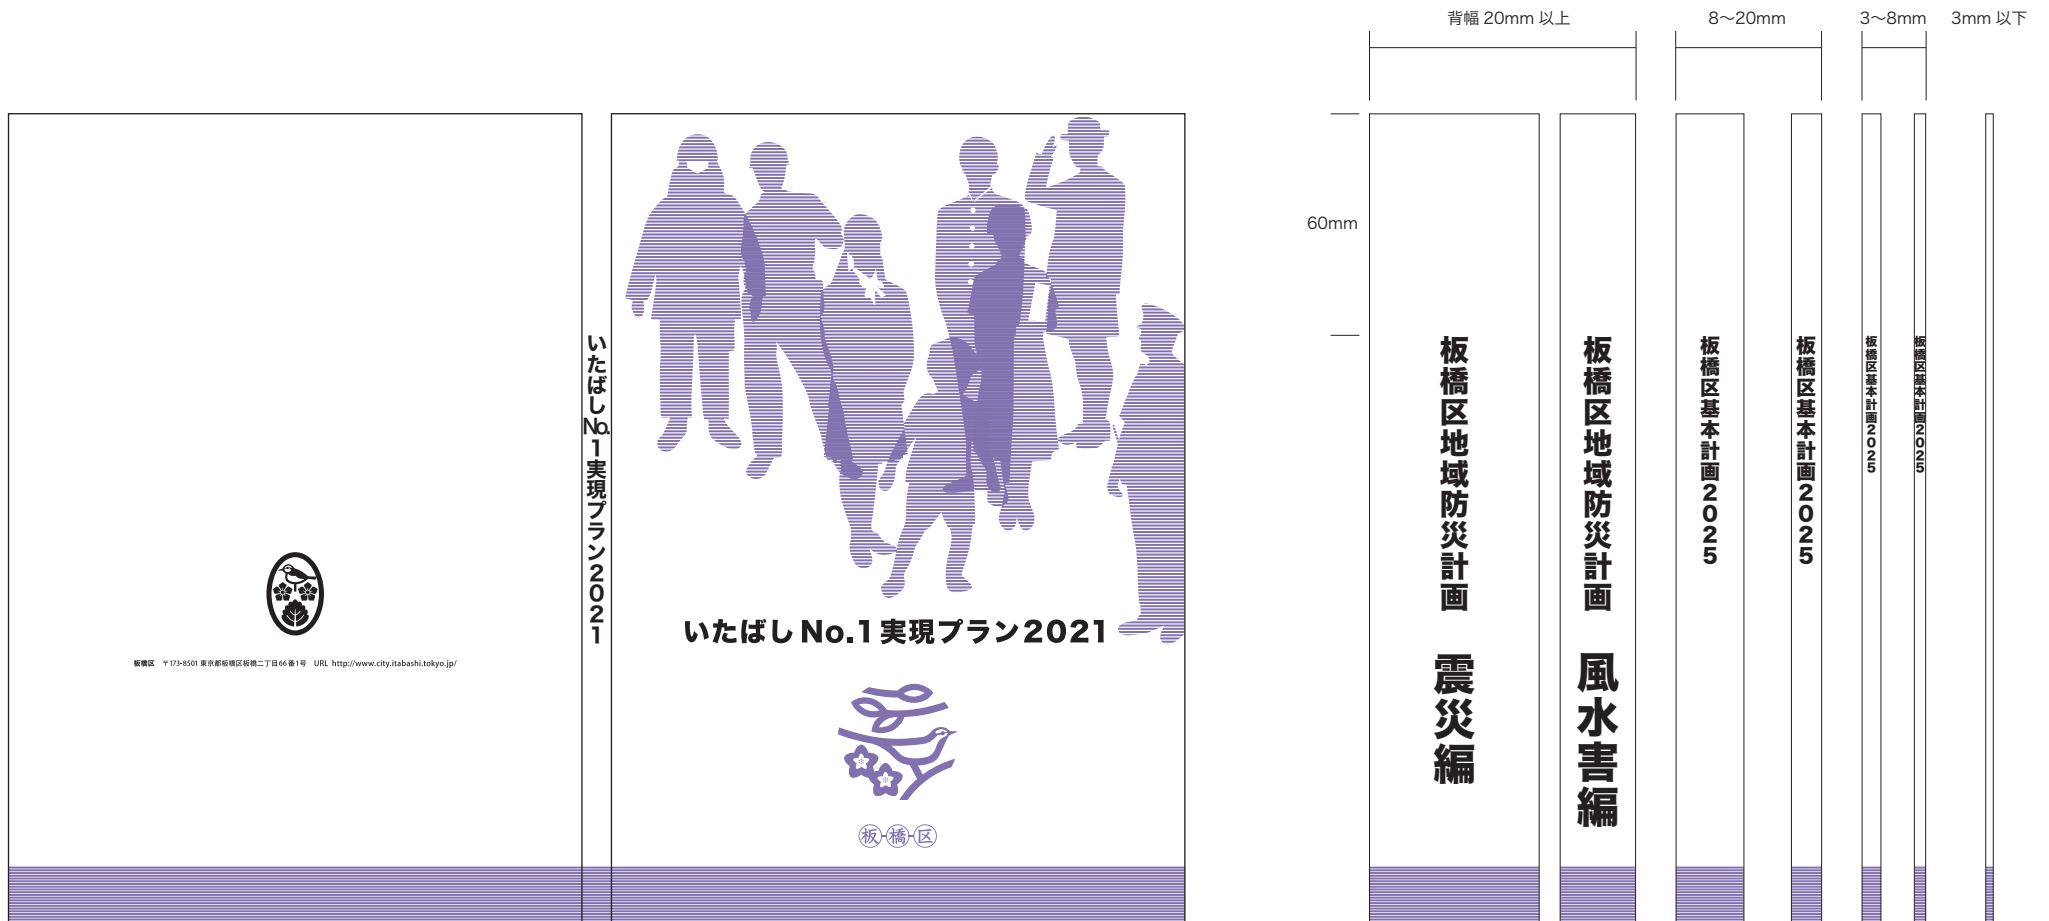 背幅 20mm 以上
8〜20mm
3〜8mm
3mm 以下
60mm
いたばしNo.1実現プラン2021
いたばし No.1 実現プラン 2021
板橋区
板橋区 〒173-8501 東京都板橋区板橋二丁目66番1号 URL http://www.city.itabashi.tokyo.jp/
板橋区地域防災計画 震災編
板橋区地域防災計画 風水害編
板橋区基本計画2025
板橋区基本計画2025
板橋区基本計画2025
板橋区基本計画2025